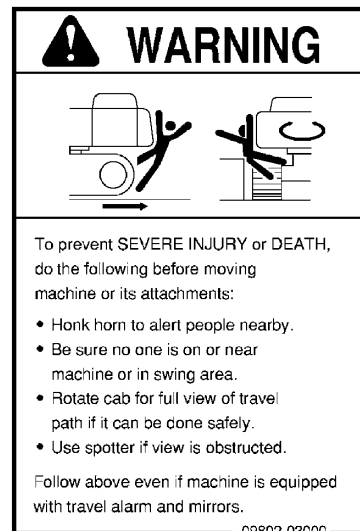 WARNING
To prevent SEVERE INJURY or DEATH,
do the following before moving
machine or its attachments:
• Honk horn to alert people nearby.
• Be sure no one is on or near
machine or in swing area.
• Rotate cab for full view of travel
path if it can be done safely.
• Use spotter if view is obstructed.
Follow above even if machine is equipped
with travel alarm and mirrors.
09802-03000